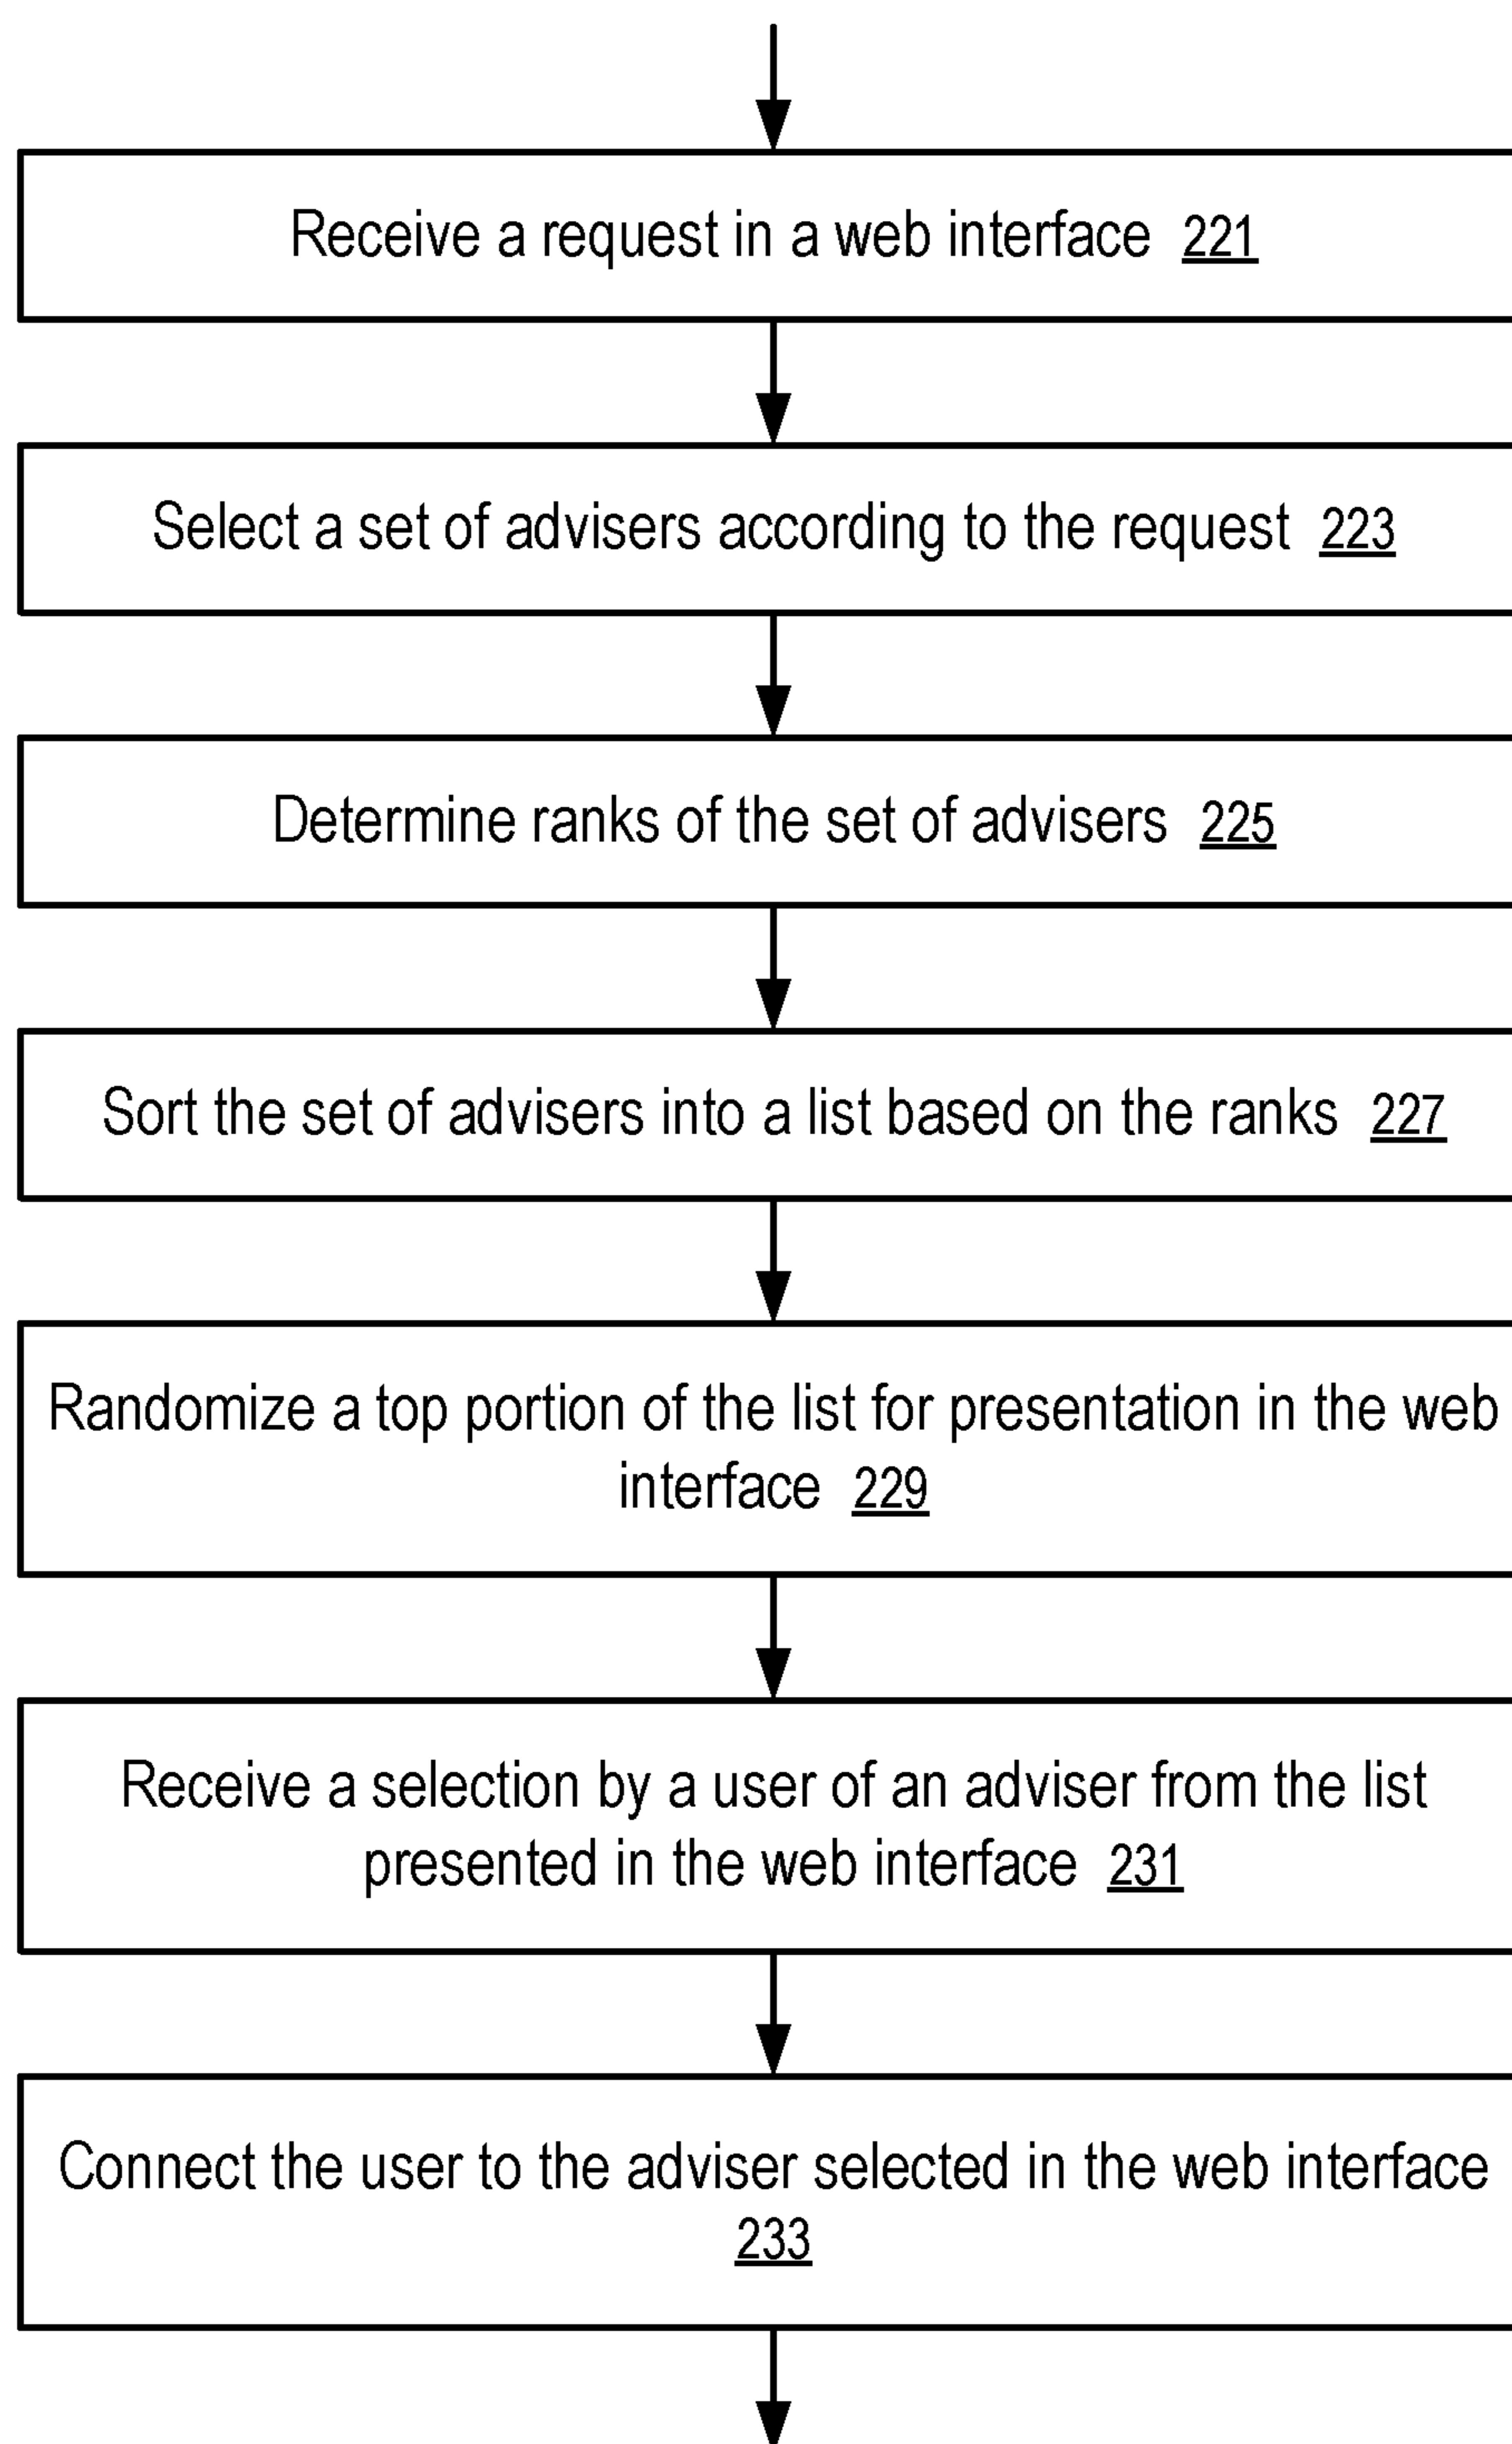 Receive a request in a web interface 221
Select a set of advisers according to the request 223
Determine ranks of the set of advisers 225
Sort the set of advisers into a list based on the ranks 227
Randomize a top portion of the list for presentation in the web
interface 229
Receive a selection by a user of an adviser from the list
presented in the web interface 231
Connect the user to the adviser selected in the web interface
233